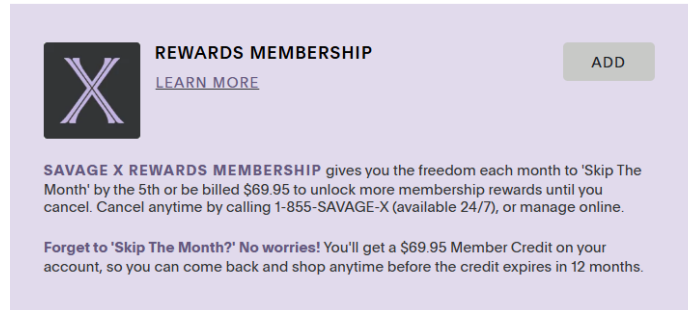 X
REWARDS MEMBERSHIP
LEARN MORE
ADD
SAVAGE X REWARDS MEMBERSHIP gives you the freedom each month to 'Skip The
Month' by the 5th or be billed $69.95 to unlock more membership rewards until you
cancel. Cancel anytime by calling 1-855-SAVAGE-X (available 24/7), or manage online.
Forget to 'Skip The Month?' No worries! You'll get a $69.95 Member Credit on your
account, so you can come back and shop anytime before the credit expires in 12 months.